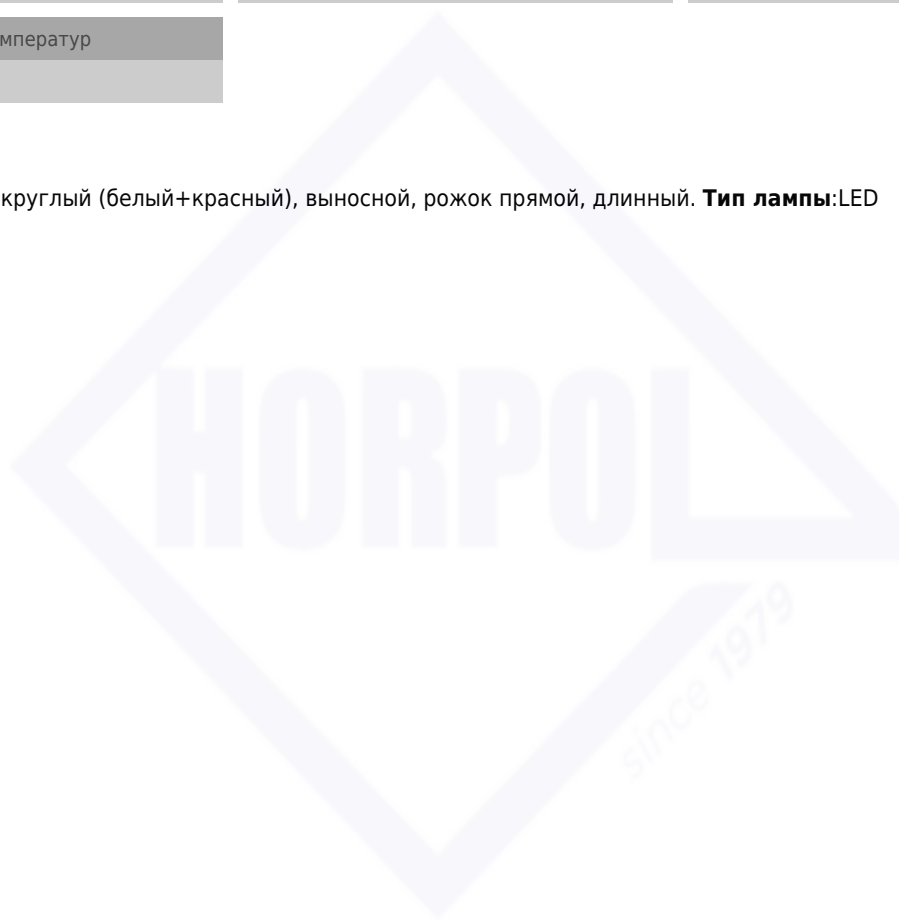 мператур
круглый (белый+красный), выносной, рожок прямой, длинный. Тип лампы:LED
HORPOL
since 1979